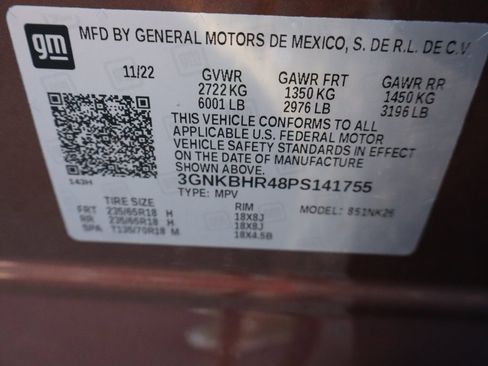 gm
MFD BY GENERAL MOTORS DE MEXICO, S. DE R.L. DE C.V.
11/22 GVWR GAWR FRT GAWR RR
2722 KG 1350 KG 1450 KG
6001 LB 2976 LB 3196 LB
THIS VEHICLE CONFORMS TO ALL
APPLICABLE U.S. FEDERAL MOTOR
VEHICLE SAFETY STANDARDS IN EFFECT
ON THE DATE OF MANUFACTURE
SHOWN ABOVE.
143H 3GNKBHR48PS141755
TYPE: MPV
TIRE SIZE RIM MODEL: 851NK26
FRT 235/65R18 H 18X8J
RR 235/65R18 H 18X8J
SPA T135/70R18 M 18X4.5B